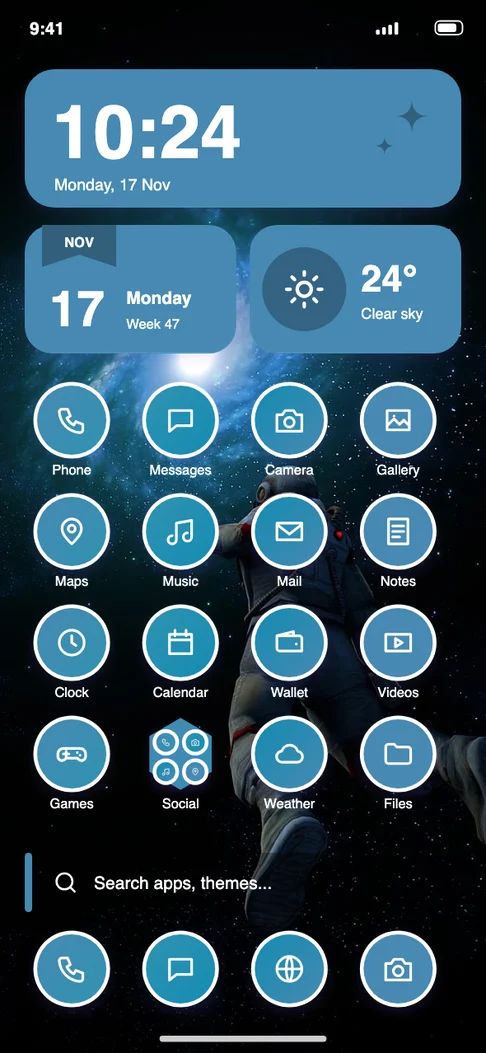 9:41
10:24
Monday, 17 Nov
NOV
17
Monday
Week 47
24°
Clear sky
Phone
Messages
Camera
Gallery
Maps
Music
Mail
Notes
Clock
Calendar
Wallet
Videos
Games
Social
Weather
Files
Search apps, themes...